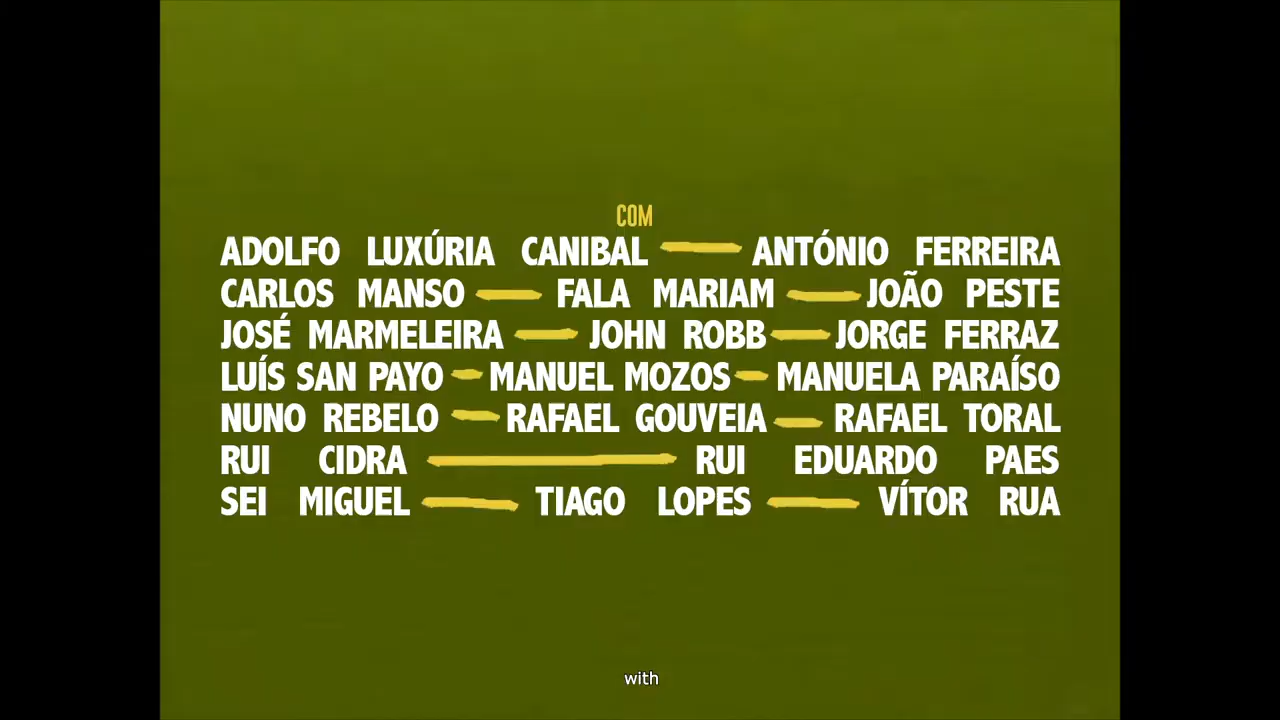 COM
ADOLFO LUXÚRIA CANIBAL — ANTÓNIO FERREIRA
CARLOS MANSO — FALA MARIAM — JOÃO PESTE
JOSÉ MARMELEIRA — JOHN ROBB — JORGE FERRAZ
LUÍS SAN PAYO — MANUEL MOZOS — MANUELA PARAÍSO
NUNO REBELO — RAFAEL GOUVEIA — RAFAEL TORAL
RUI CIDRA — RUI EDUARDO PAES
SEI MIGUEL — TIAGO LOPES — VÍTOR RUA
with